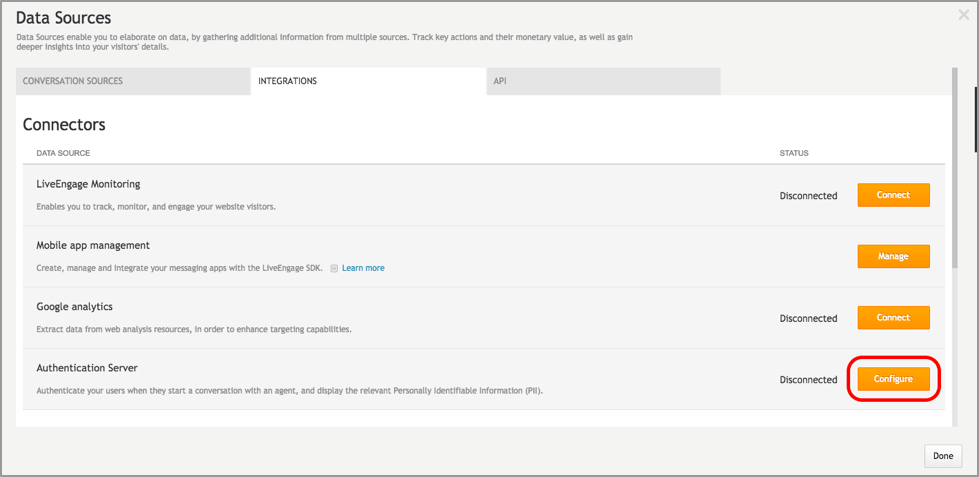 Data Sources
Data Sources enable you to elaborate on data, by gathering additional information from multiple sources. Track key actions and their monetary value, as well as gain
deeper insights into your visitors' details.
CONVERSATION SOURCES
INTEGRATIONS
API
Connectors
DATA SOURCE
STATUS
LiveEngage Monitoring
Enables you to track, monitor, and engage your website visitors.
Disconnected
Connect
Mobile app management
Create, manage and integrate your messaging apps with the LiveEngage SDK.
Learn more
Manage
Google analytics
Extract data from web analysis resources, in order to enhance targeting capabilities.
Disconnected
Connect
Authentication Server
Authenticate your users when they start a conversation with an agent, and display the relevant Personally Identifiable Information (PII).
Disconnected
Configure
Done